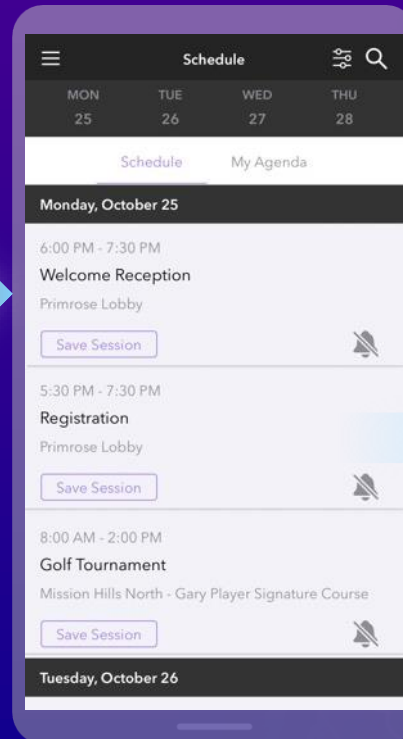 Schedule
MON TUE WED THU
25 26 27 28
Schedule My Agenda
Monday, October 25
6:00 PM - 7:30 PM
Welcome Reception
Primrose Lobby
Save Session
5:30 PM - 7:30 PM
Registration
Primrose Lobby
Save Session
8:00 AM - 2:00 PM
Golf Tournament
Mission Hills North - Gary Player Signature Course
Save Session
Tuesday, October 26